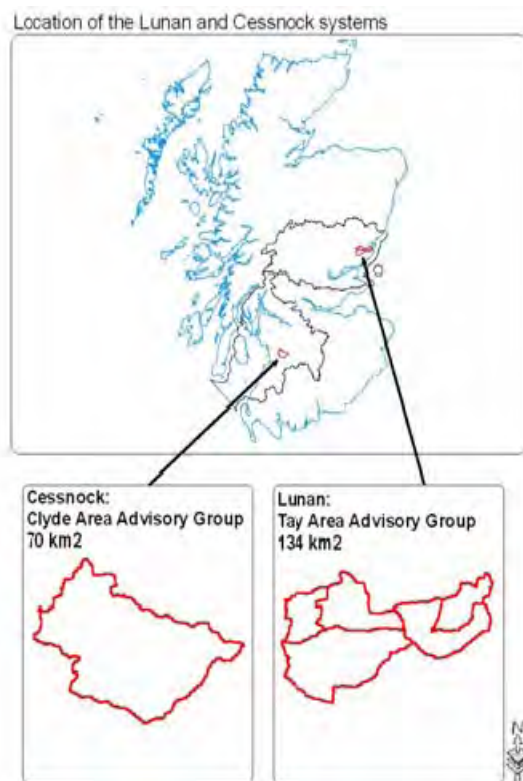 Location of the Lunan and Cessnock systems
Cessnock:
Clyde Area Advisory Group
70 km2
Lunan:
Tay Area Advisory Group
134 km2